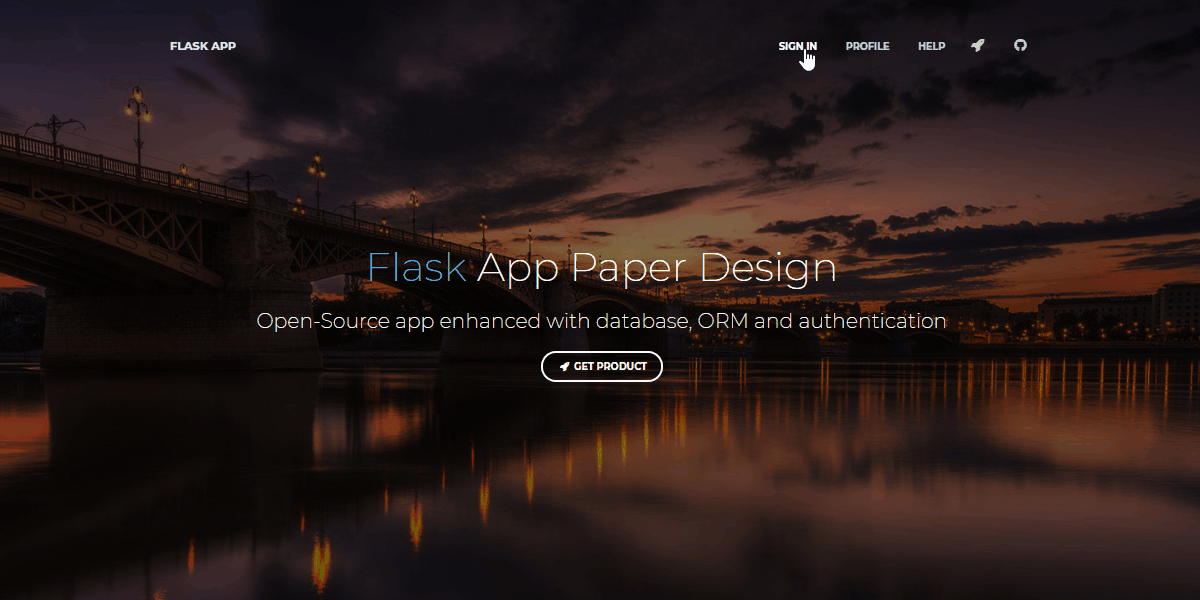 FLASK APP
SIGN IN PROFILE HELP
Flask App Paper Design
Open-Source app enhanced with database, ORM and authentication
GET PRODUCT